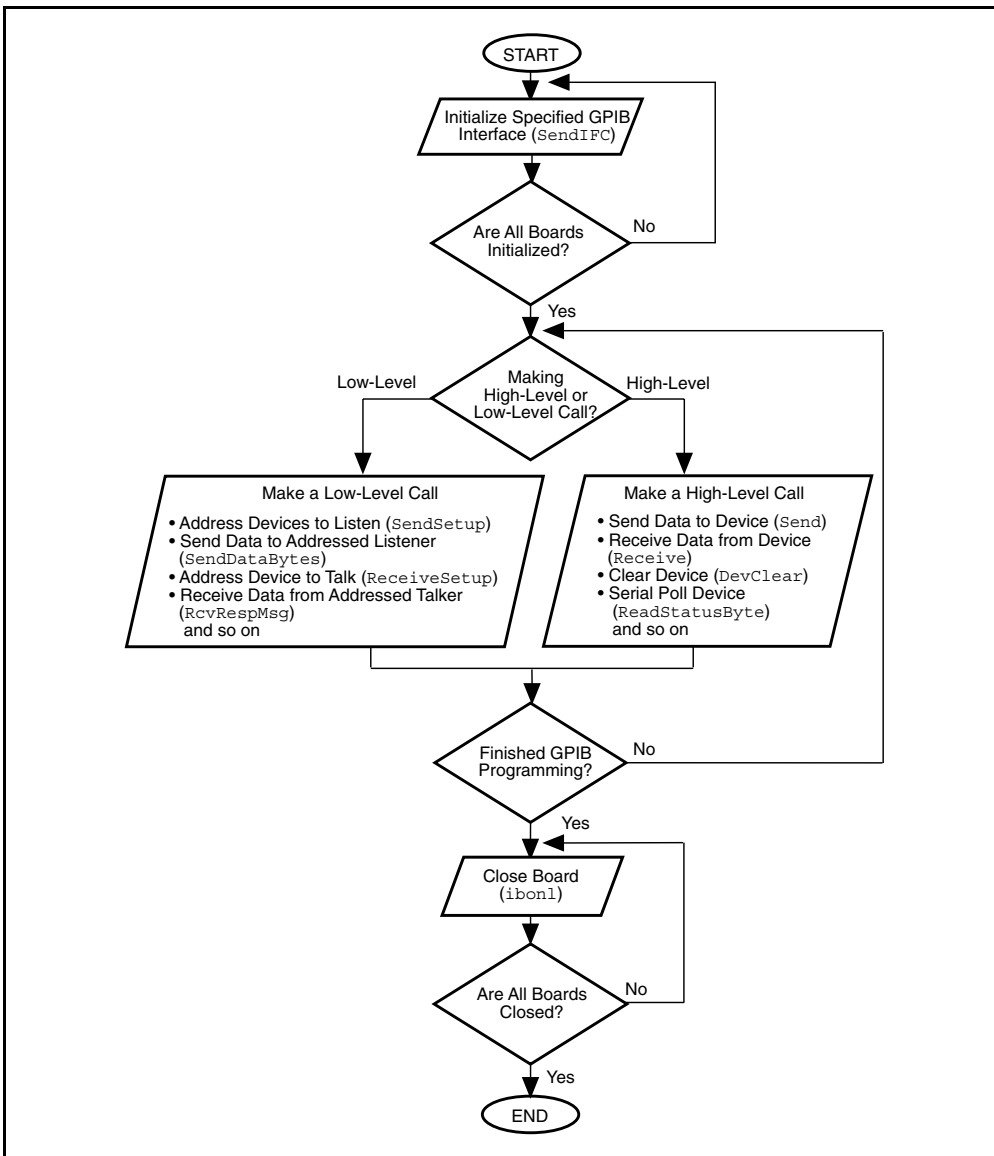 START
Initialize Specified GPIB
Interface (SendIFC)
Are All Boards
Initialized?
No
Yes
Making
High-Level or
Low-Level Call?
Low-Level
High-Level
Make a Low-Level Call
• Address Devices to Listen (SendSetup)
• Send Data to Addressed Listener
(SendDataBytes)
• Address Device to Talk (ReceiveSetup)
• Receive Data from Addressed Talker
(RcvRespMsg)
and so on
Make a High-Level Call
• Send Data to Device (Send)
• Receive Data from Device
(Receive)
• Clear Device (DevClear)
• Serial Poll Device
(ReadStatusByte)
and so on
Finished GPIB
Programming?
No
Yes
Close Board
(ibonl)
Are All Boards
Closed?
No
Yes
END